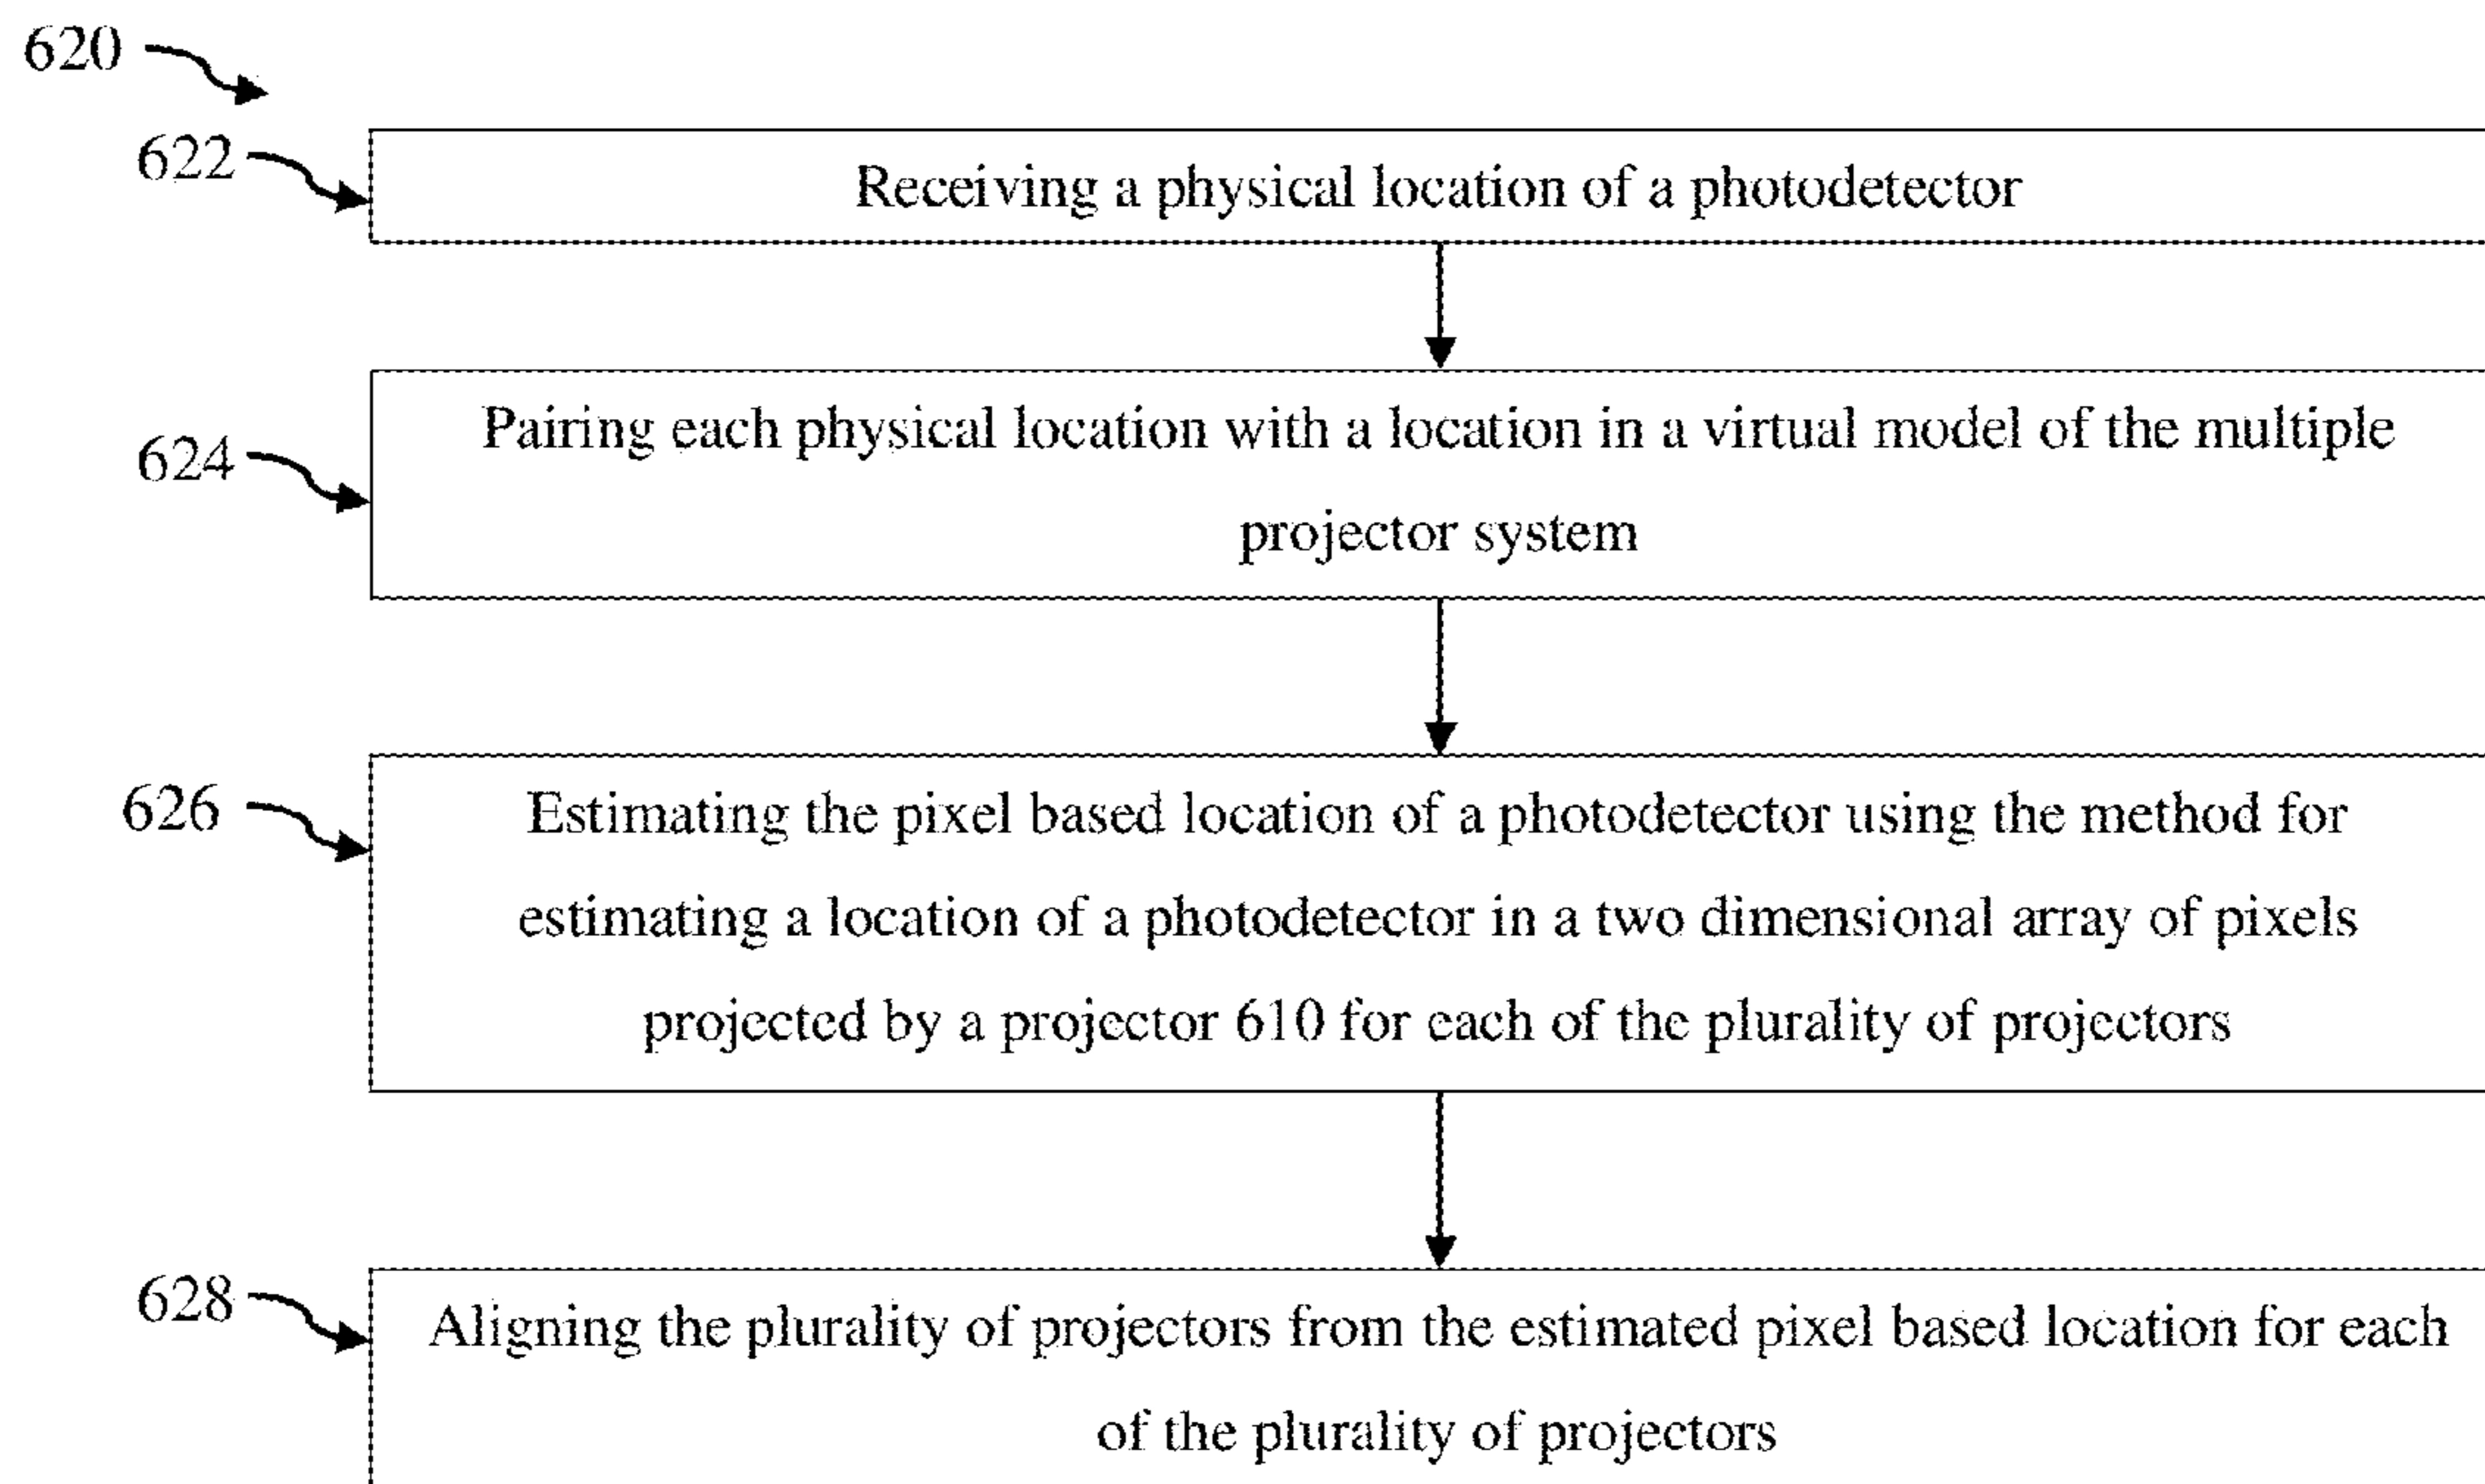 620
622
Receiving a physical location of a photodetector
624
Pairing each physical location with a location in a virtual model of the multiple
projector system
626
Estimating the pixel based location of a photodetector using the method for
estimating a location of a photodetector in a two dimensional array of pixels
projected by a projector 610 for each of the plurality of projectors
628
Aligning the plurality of projectors from the estimated pixel based location for each
of the plurality of projectors